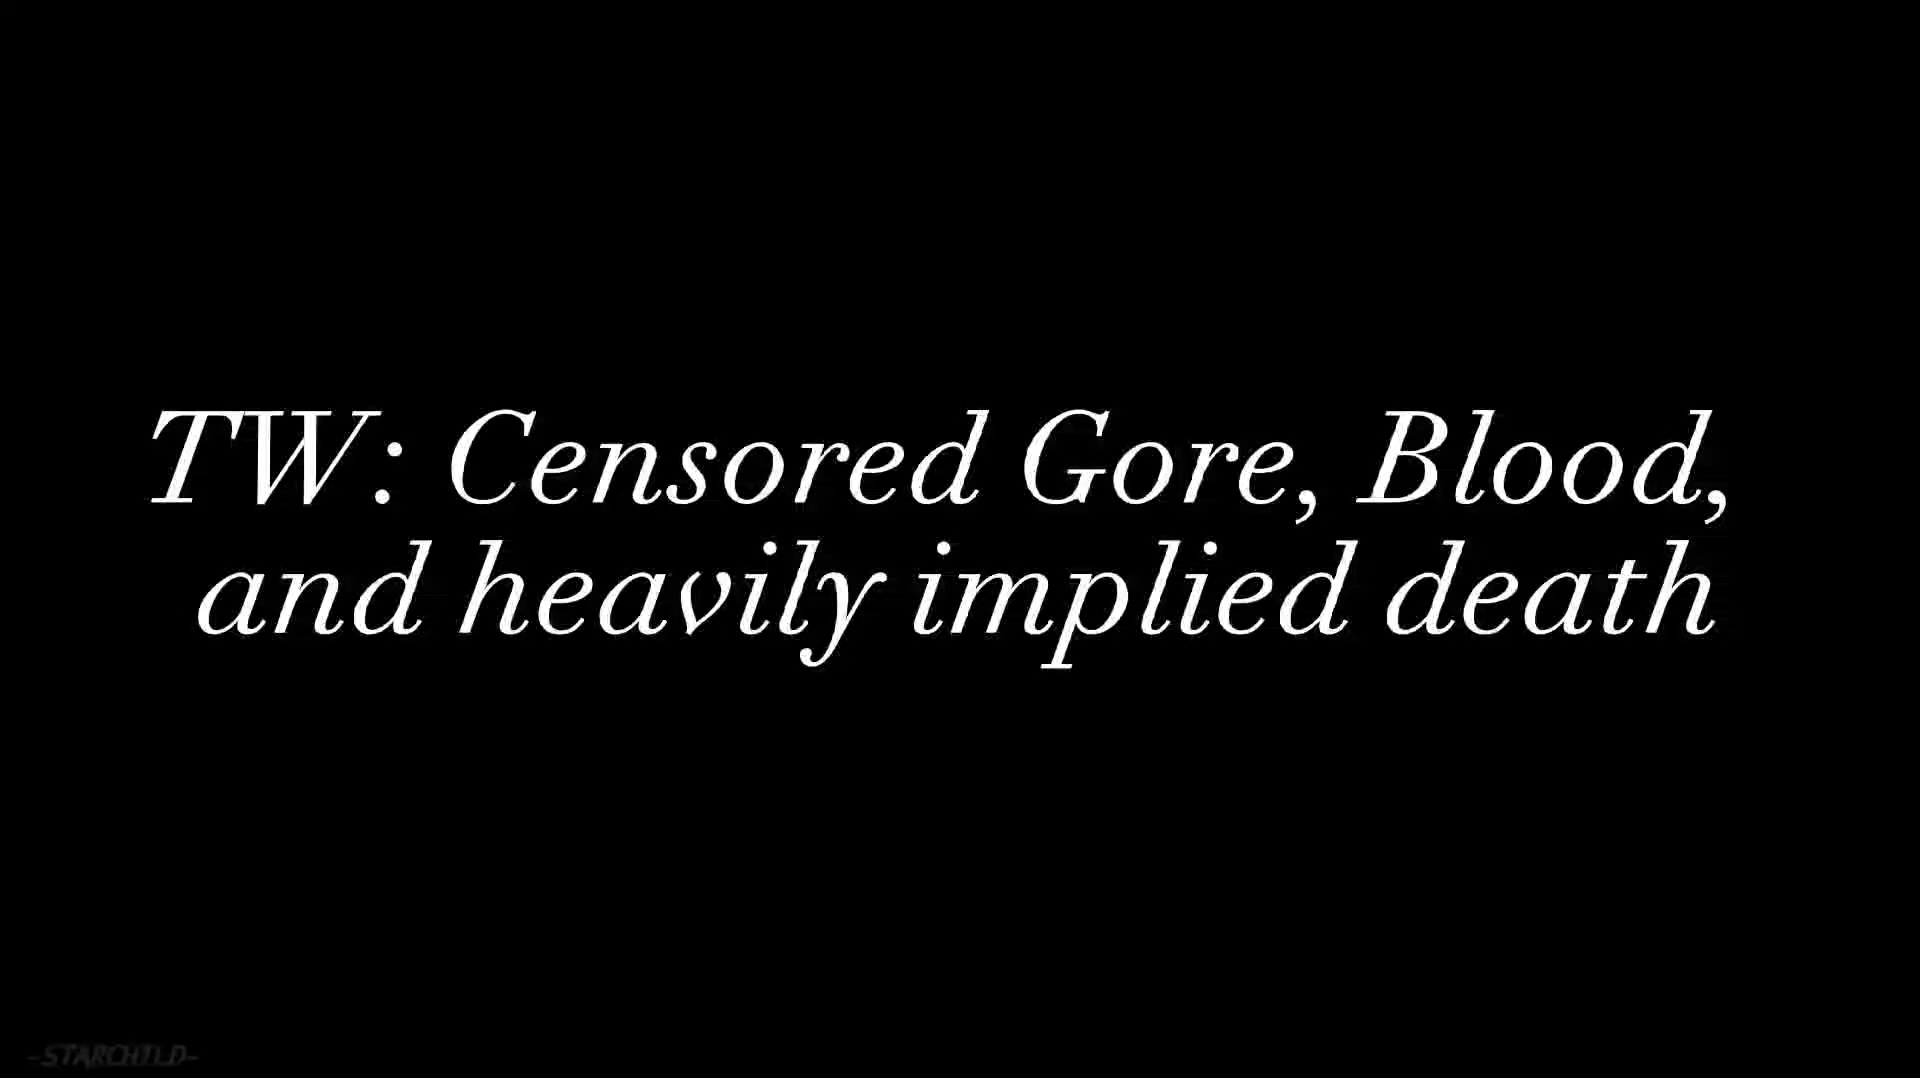 TW: Censored Gore, Blood,
and heavily implied death
-STARCHILD-